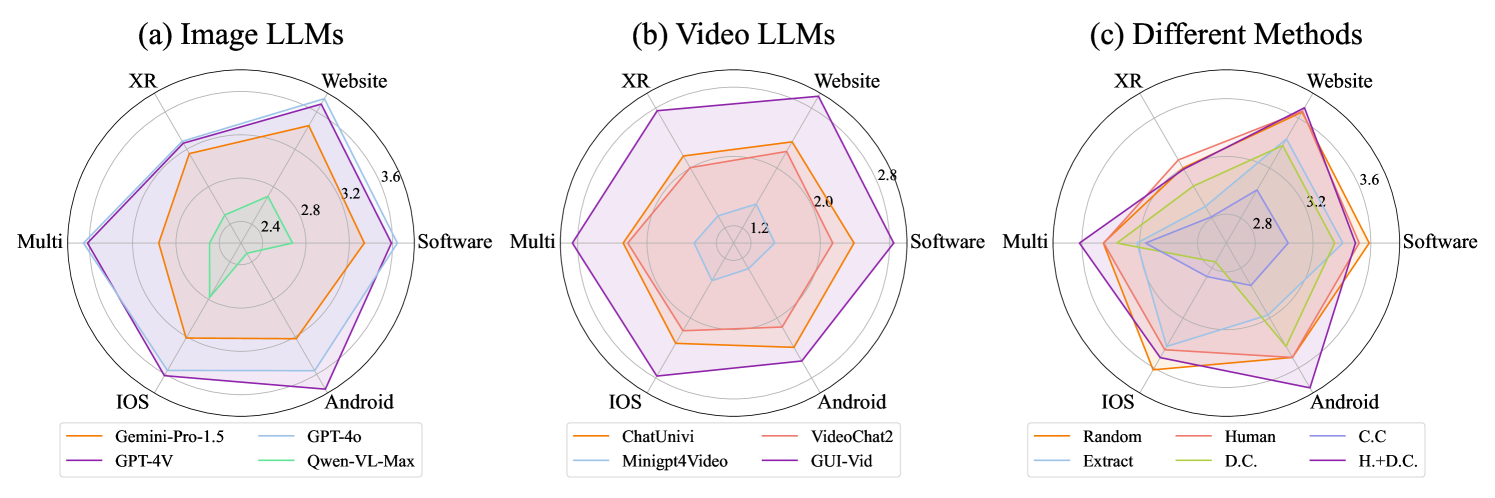 (a) Image LLMs
XR
Website
3.6
3.2
2.8
2.4
Multi
Software
IOS
Android
Gemini-Pro-1.5
GPT-4o
GPT-4V
Qwen-VL-Max
(b) Video LLMs
XR
Website
2.8
2.0
1.2
Multi
Software
IOS
Android
ChatUnivi
VideoChat2
Minigpt4Video
GUI-Vid
(c) Different Methods
XR
Website
3.6
3.2
2.8
Multi
Software
IOS
Android
Random
Human
C.C
Extract
D.C.
H.+D.C.